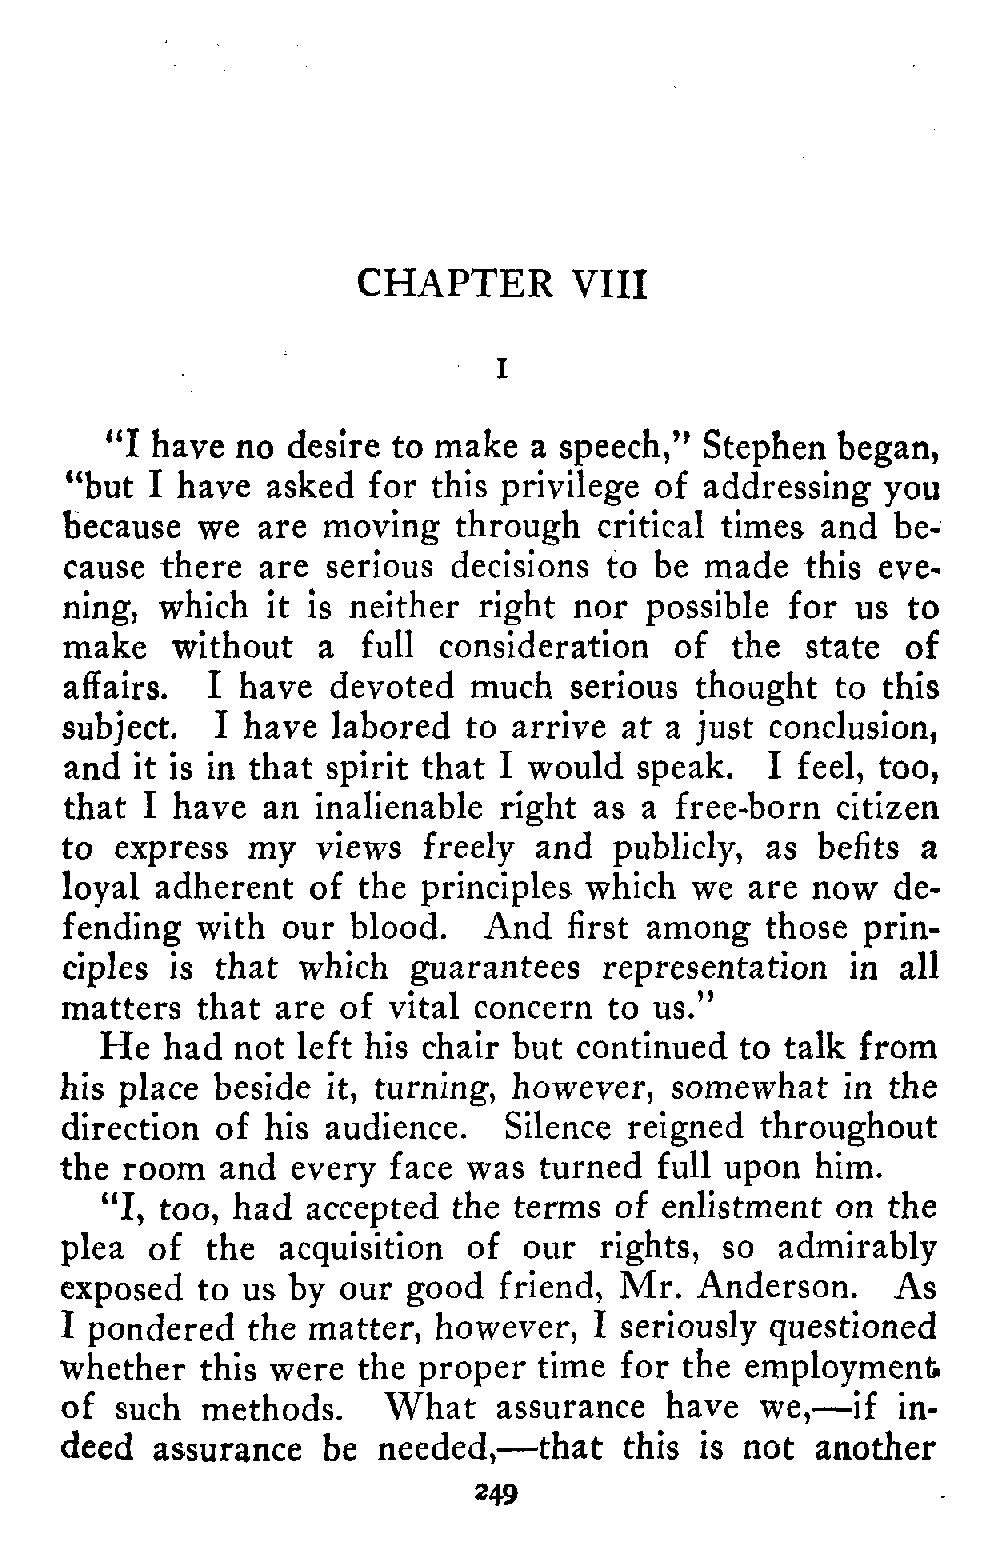 CHAPTER VIII
I
“I have no desire to make a speech,” Stephen began,
“but I have asked for this privilege of addressing you
because we are moving through critical times and be-
cause there are serious decisions to be made this eve-
ning, which it is neither right nor possible for us to
make without a full consideration of the state of
affairs. I have devoted much serious thought to this
subject. I have labored to arrive at a just conclusion,
and it is in that spirit that I would speak. I feel, too,
that I have an inalienable right as a free-born citizen
to express my views freely and publicly, as befits a
loyal adherent of the principles which we are now de-
fending with our blood. And first among those prin-
ciples is that which guarantees representation in all
matters that are of vital concern to us.”
He had not left his chair but continued to talk from
his place beside it, turning, however, somewhat in the
direction of his audience. Silence reigned throughout
the room and every face was turned full upon him.
“I, too, had accepted the terms of enlistment on the
plea of the acquisition of our rights, so admirably
exposed to us by our good friend, Mr. Anderson. As
I pondered the matter, however, I seriously questioned
whether this were the proper time for the employment
of such methods. What assurance have we,—if in-
deed assurance be needed,—that this is not another
249